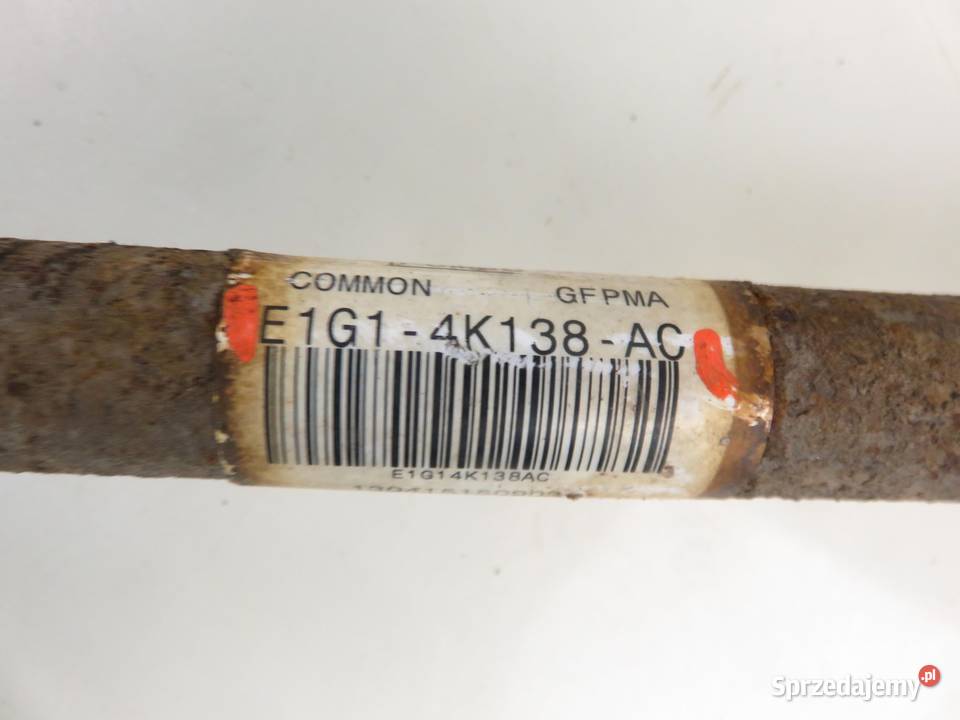 COMMON GFPMA
E1G1-4K138-AC
E1G14K138AC
Sprzedajemy.pl